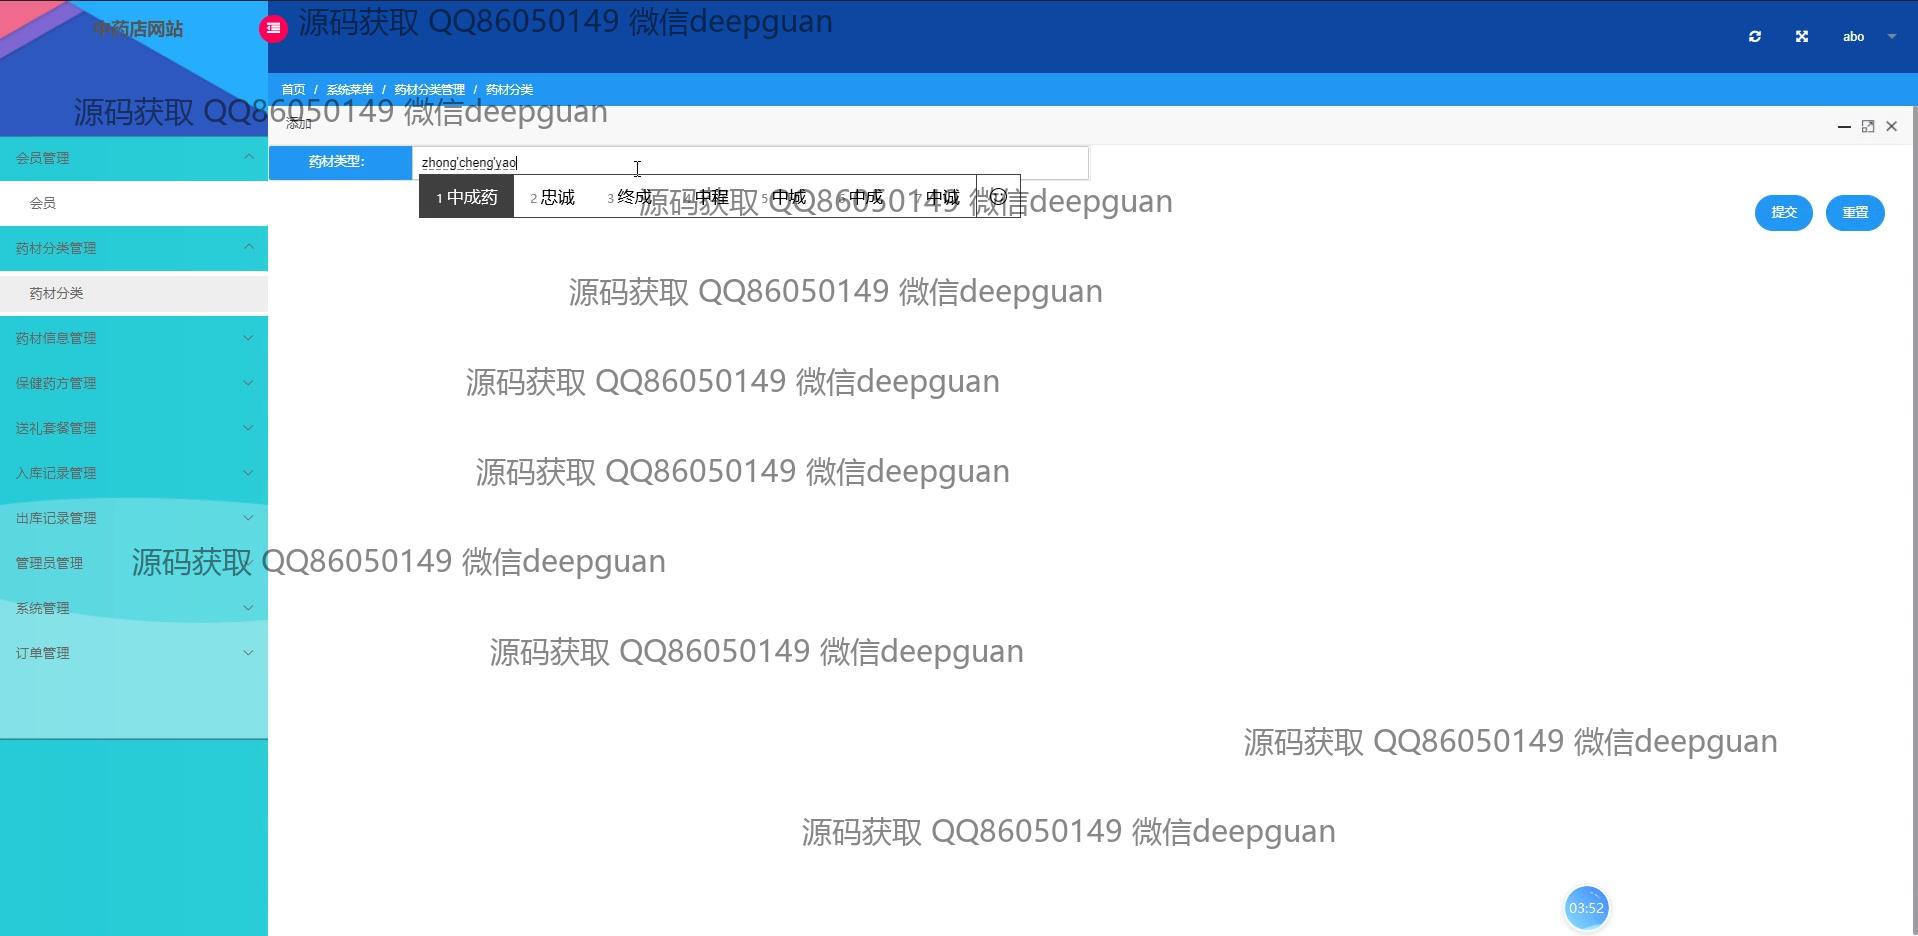 中药店网站
源码获取 QQ86050149 微信deepguan
abo
首页 / 系统菜单 / 药材分类管理 / 药材分类
源码获取 QQ86050149 微信deepguan
添加
会员管理
药材类型:
zhong'cheng'yao
1 中成药 2 忠诚 3 终成 4 中程 5 中城 6 中成 7 中诚
源码获取 QQ86050149 微信deepguan
会员
提交
重置
药材分类管理
药材分类
源码获取 QQ86050149 微信deepguan
药材信息管理
保健药方管理
源码获取 QQ86050149 微信deepguan
送礼套餐管理
入库记录管理
源码获取 QQ86050149 微信deepguan
出库记录管理
管理员管理
源码获取 QQ86050149 微信deepguan
系统管理
订单管理
源码获取 QQ86050149 微信deepguan
源码获取 QQ86050149 微信deepguan
源码获取 QQ86050149 微信deepguan
03:52